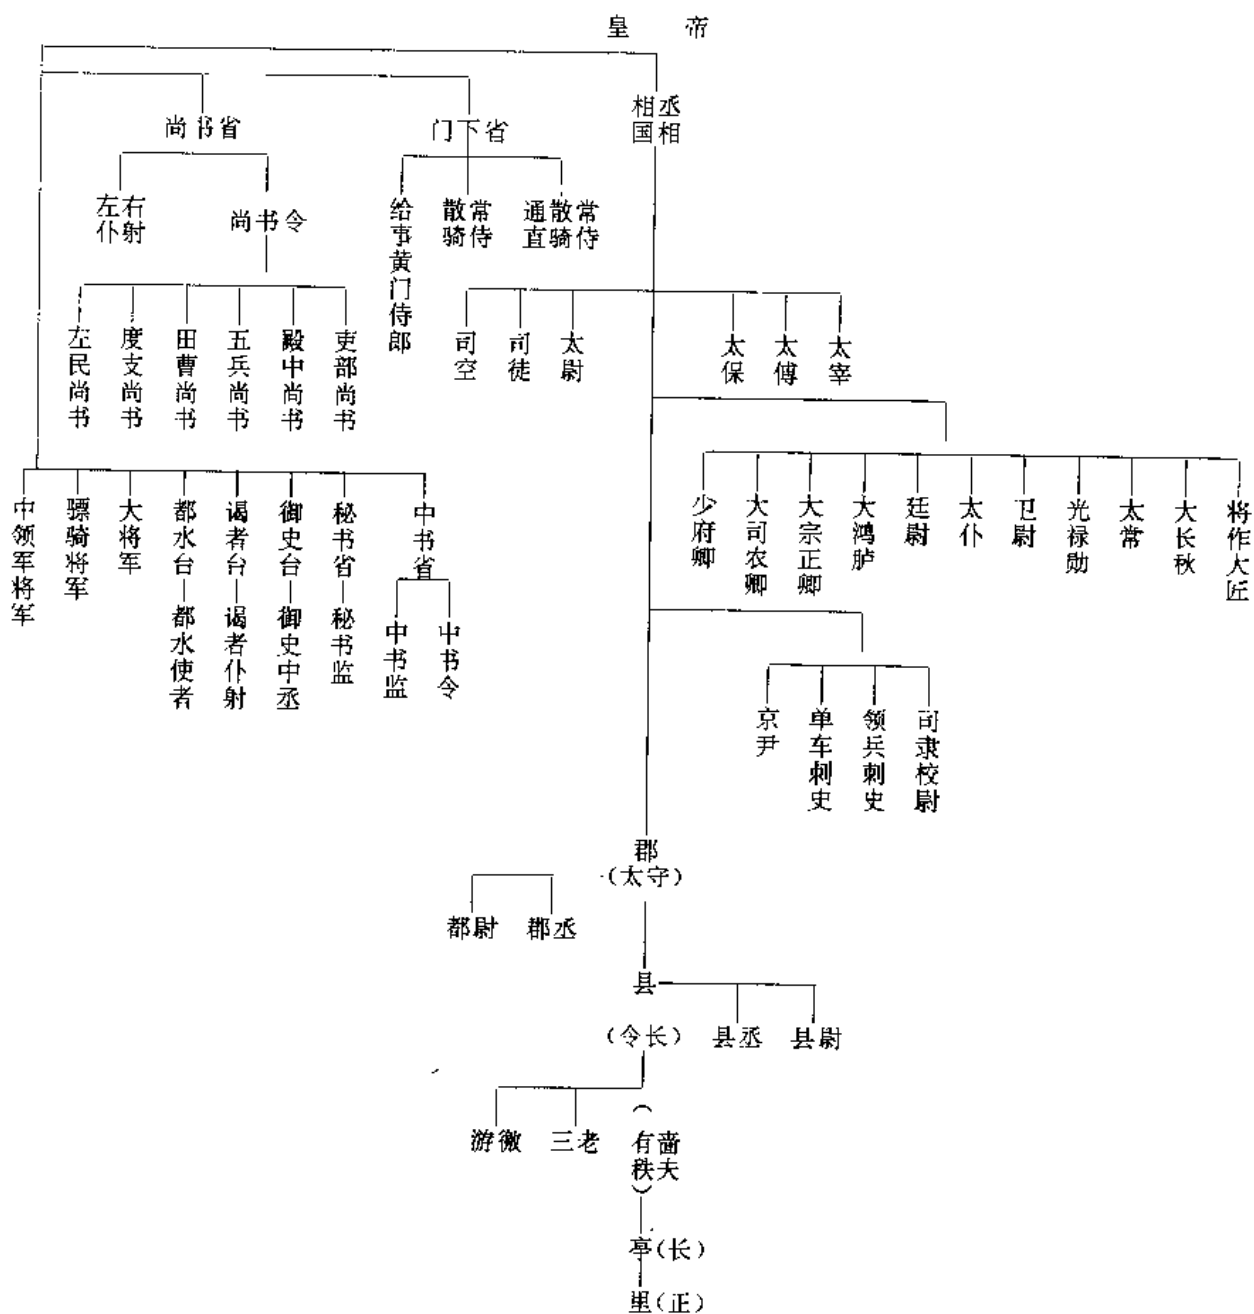 皇 帝
相国 丞相
尚书省
门下省
左右仆射
尚书令
给事黄门侍郎
散骑常侍
通直散骑常侍
左民尚书
度支尚书
田曹尚书
五兵尚书
殿中尚书
吏部尚书
司空
司徒
太尉
太保
太傅
太宰
中领军将军
骠骑将军
大将军
都水台—都水使者
谒者台—谒者仆射
御史台—御史中丞
秘书省—秘书监
中书省
中书监
中书令
少府卿
大司农卿
大宗正卿
大鸿胪
廷尉
太仆
卫尉
光禄勋
太常
大长秋
将作大匠
京尹
单车刺史
领兵刺史
司隶校尉
郡
(太守)
都尉
郡丞
县
(令长)
县丞
县尉
游徼
三老
(有秩 啬夫)
亭(长)
里(正)